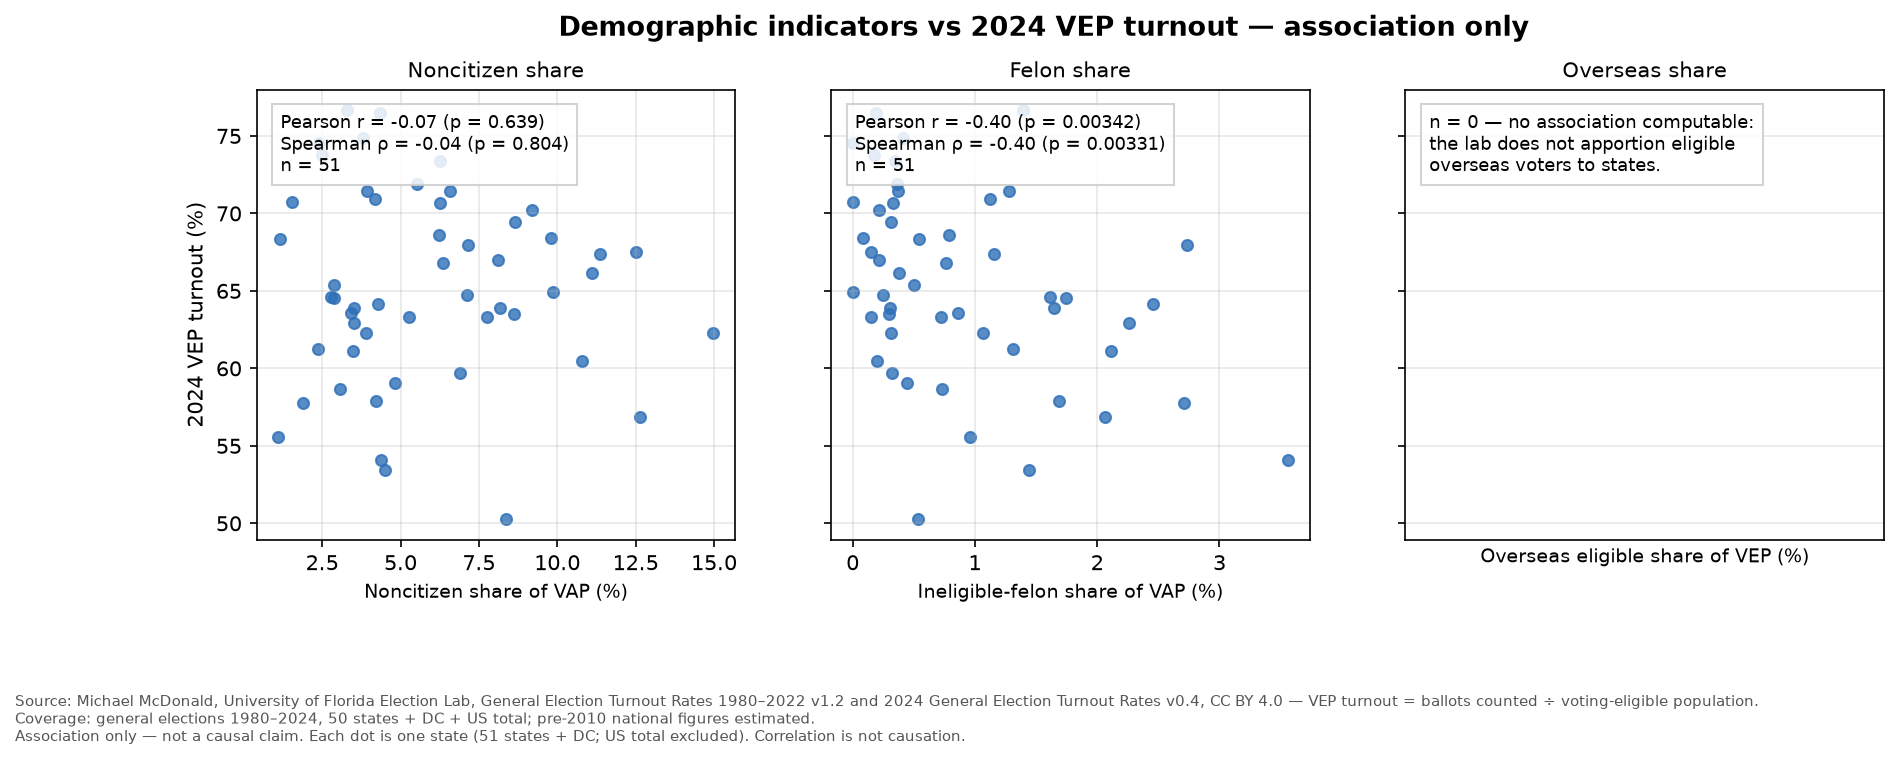 Demographic indicators vs 2024 VEP turnout — association only
Noncitizen share
Pearson r = -0.07 (p = 0.639)
Spearman ρ = -0.04 (p = 0.804)
n = 51
2024 VEP turnout (%)
75
70
65
60
55
50
2.5 5.0 7.5 10.0 12.5 15.0
Noncitizen share of VAP (%)
Felon share
Pearson r = -0.40 (p = 0.00342)
Spearman ρ = -0.40 (p = 0.00331)
n = 51
0 1 2 3
Ineligible-felon share of VAP (%)
Overseas share
n = 0 — no association computable:
the lab does not apportion eligible
overseas voters to states.
Overseas eligible share of VEP (%)
Source: Michael McDonald, University of Florida Election Lab, General Election Turnout Rates 1980–2022 v1.2 and 2024 General Election Turnout Rates v0.4, CC BY 4.0 — VEP turnout = ballots counted ÷ voting-eligible population.
Coverage: general elections 1980–2024, 50 states + DC + US total; pre-2010 national figures estimated.
Association only — not a causal claim. Each dot is one state (51 states + DC; US total excluded). Correlation is not causation.